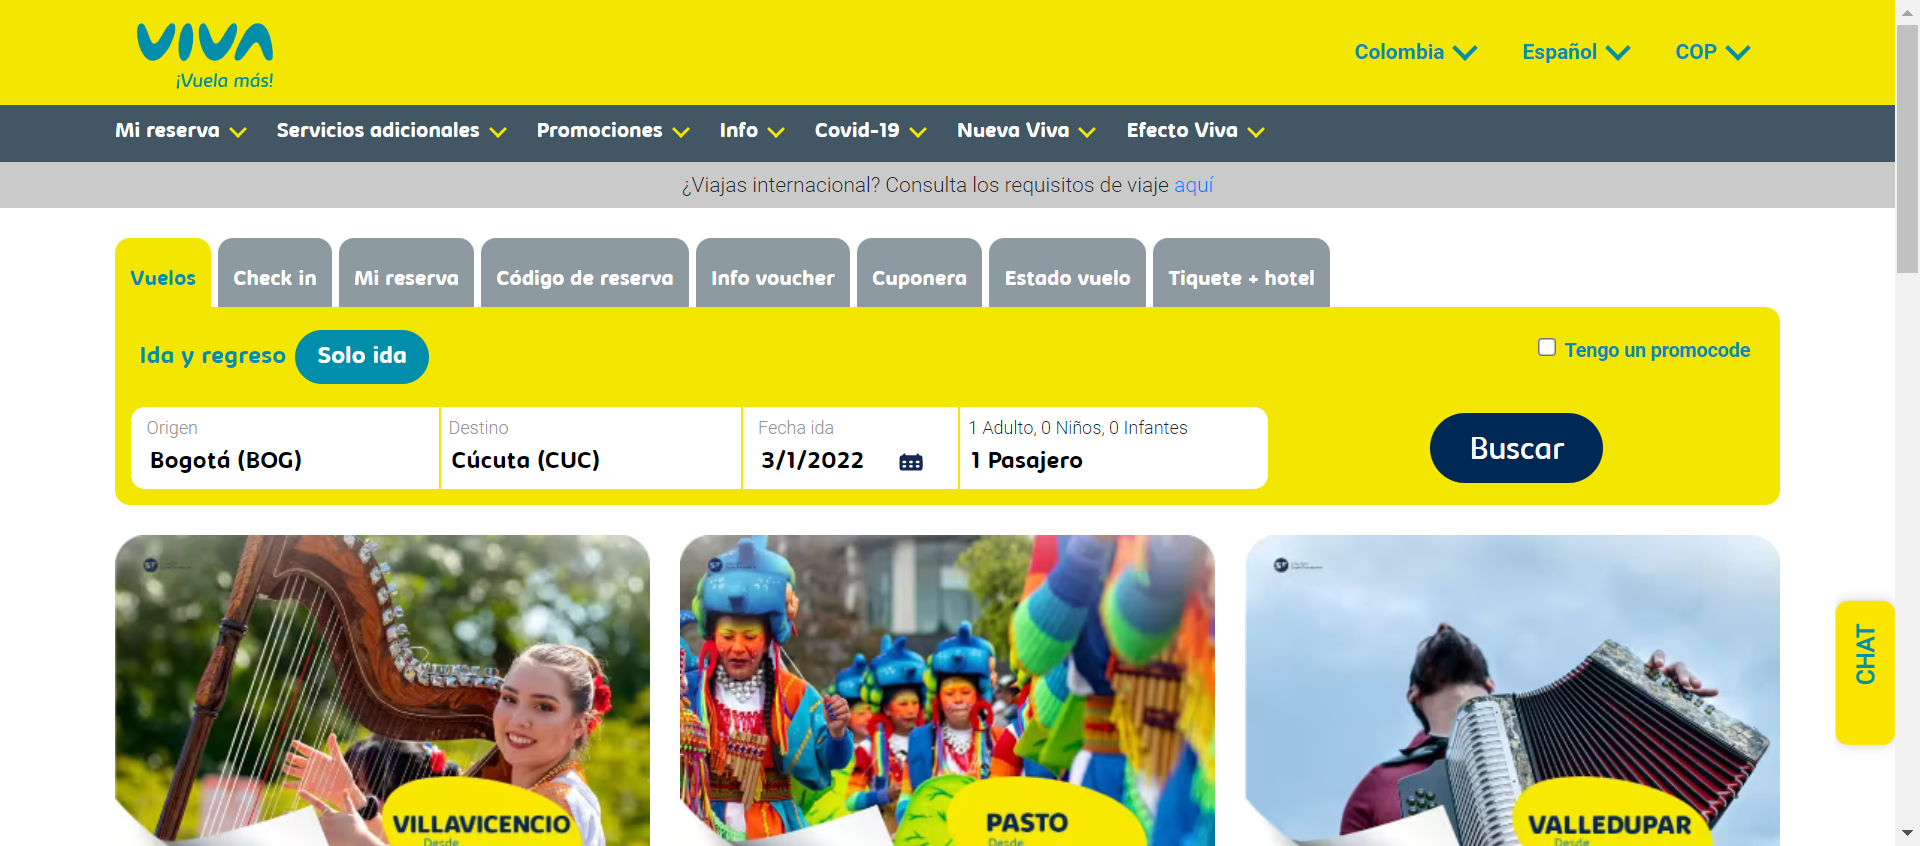 VIVA
¡Vuela más!
Colombia
Español
COP
Mi reserva
Servicios adicionales
Promociones
Info
Covid-19
Nueva Viva
Efecto Viva
¿Viajas internacional? Consulta los requisitos de viaje aquí
Vuelos
Check in
Mi reserva
Código de reserva
Info voucher
Cuponera
Estado vuelo
Tiquete + hotel
Ida y regreso
Solo ida
Tengo un promocode
Origen
Bogotá (BOG)
Destino
Cúcuta (CUC)
Fecha ida
3/1/2022
1 Adulto, 0 Niños, 0 Infantes
1 Pasajero
Buscar
ST
ST
ST
CHAT
VILLAVICENCIO
Desde
PASTO
Desde
VALLEDUPAR
Desde